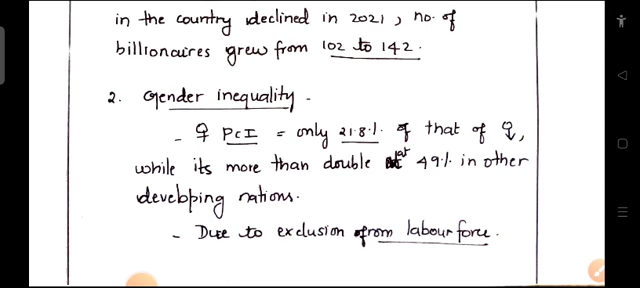 in the country declined in 2021, no. of
billionaires grew from 102 to 142.
2. Gender inequality -
- ♀ PCI = only 21.8% of that of ♀,
while its more than double at 49% in other
developing nations.
- Due to exclusion from labour force.